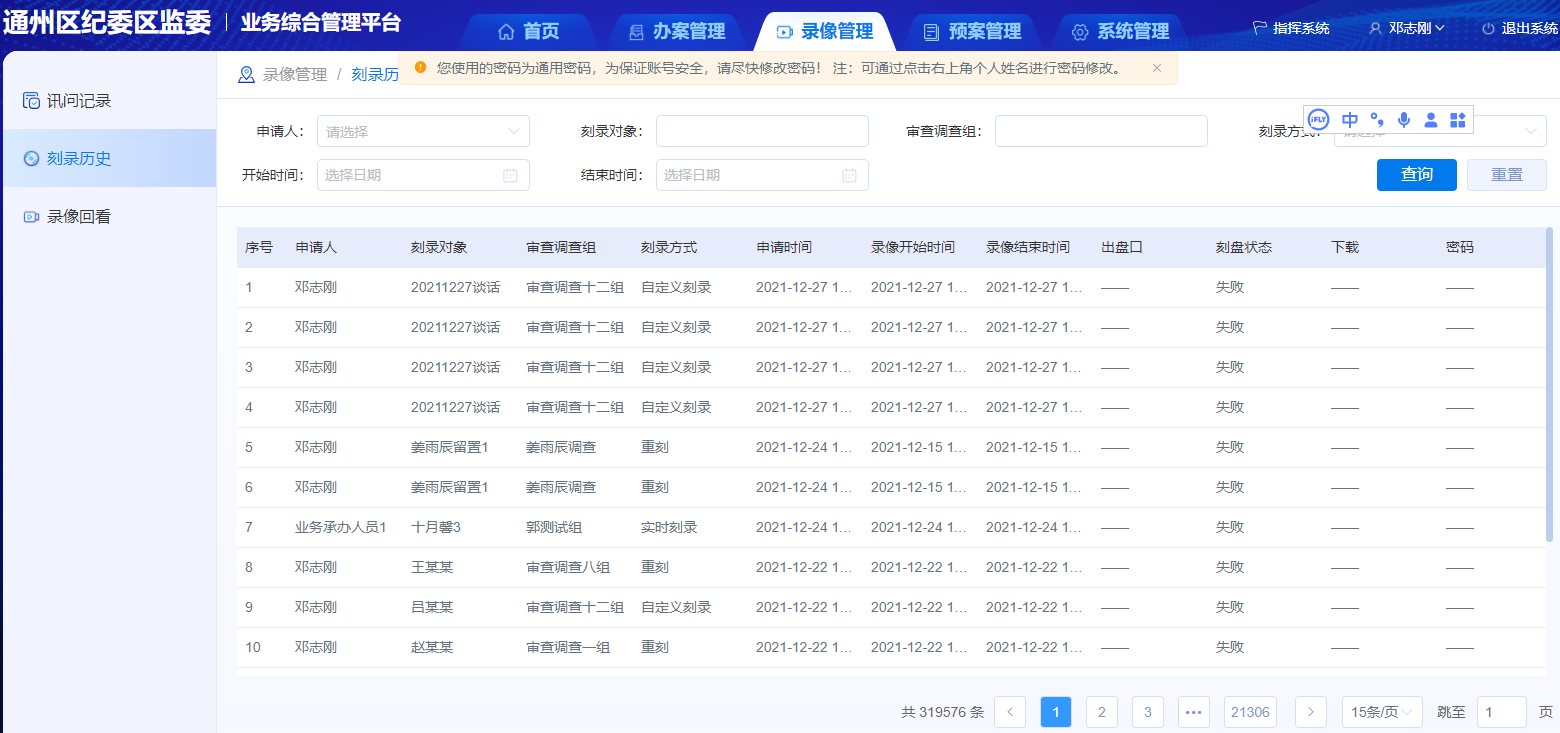 通州区纪委区监委 业务综合管理平台 首页 办案管理 录像管理 预案管理 系统管理 指挥系统 邓志刚 退出系统
录像管理 / 刻录历
您使用的密码为通用密码，为保证账号安全，请尽快修改密码！ 注：可通过点击右上角个人姓名进行密码修改。
讯问记录
刻录历史
录像回看
申请人： 请选择 刻录对象： 审查调查组： 刻录方式：
iFLY 中
开始时间： 选择日期 结束时间： 选择日期 查询 重置
序号 申请人 刻录对象 审查调查组 刻录方式 申请时间 录像开始时间 录像结束时间 出盘口 刻盘状态 下载 密码
1 邓志刚 20211227谈话 审查调查十二组 自定义刻录 2021-12-27 1... 2021-12-27 1... 2021-12-27 1... —— 失败 —— ——
2 邓志刚 20211227谈话 审查调查十二组 自定义刻录 2021-12-27 1... 2021-12-27 1... 2021-12-27 1... —— 失败 —— ——
3 邓志刚 20211227谈话 审查调查十二组 自定义刻录 2021-12-27 1... 2021-12-27 1... 2021-12-27 1... —— 失败 —— ——
4 邓志刚 20211227谈话 审查调查十二组 自定义刻录 2021-12-27 1... 2021-12-27 1... 2021-12-27 1... —— 失败 —— ——
5 邓志刚 姜雨辰留置1 姜雨辰调查 重刻 2021-12-24 1... 2021-12-15 1... 2021-12-15 1... —— 失败 —— ——
6 邓志刚 姜雨辰留置1 姜雨辰调查 重刻 2021-12-24 1... 2021-12-15 1... 2021-12-15 1... —— 失败 —— ——
7 业务承办人员1 十月馨3 郭测试组 实时刻录 2021-12-24 1... 2021-12-24 1... 2021-12-24 1... —— 失败 —— ——
8 邓志刚 王某某 审查调查八组 重刻 2021-12-22 1... 2021-12-22 1... 2021-12-22 1... —— 失败 —— ——
9 邓志刚 吕某某 审查调查十二组 自定义刻录 2021-12-22 1... 2021-12-22 1... 2021-12-22 1... —— 失败 —— ——
10 邓志刚 赵某某 审查调查一组 重刻 2021-12-22 1... 2021-12-22 1... 2021-12-22 1... —— 失败 —— ——
共 319576 条 < 1 2 3 ••• 21306 > 15条/页 跳至 1 页